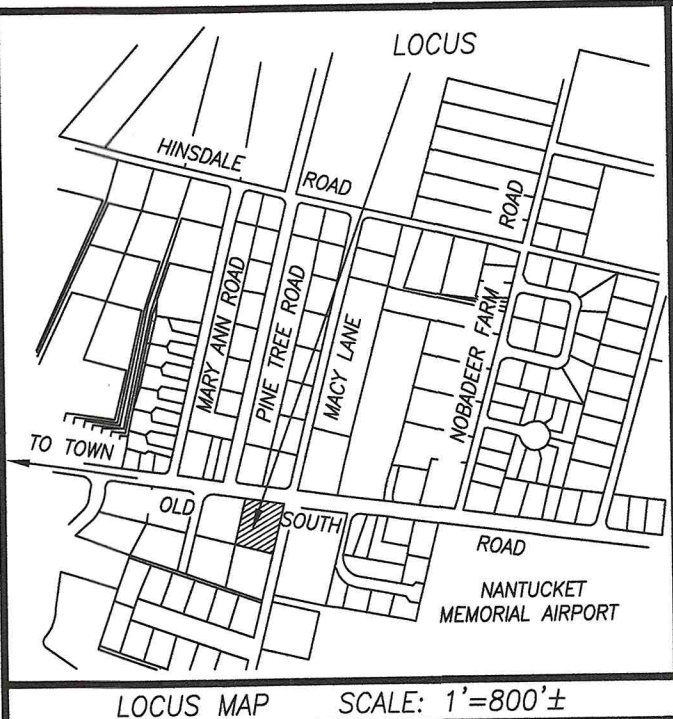 LOCUS
HINSDALE
ROAD
ROAD
MARY ANN ROAD
PINE TREE ROAD
MACY LANE
NOBADEER FARM
TO TOWN
OLD
SOUTH
ROAD
NANTUCKET
MEMORIAL AIRPORT
LOCUS MAP SCALE: 1'=800'±